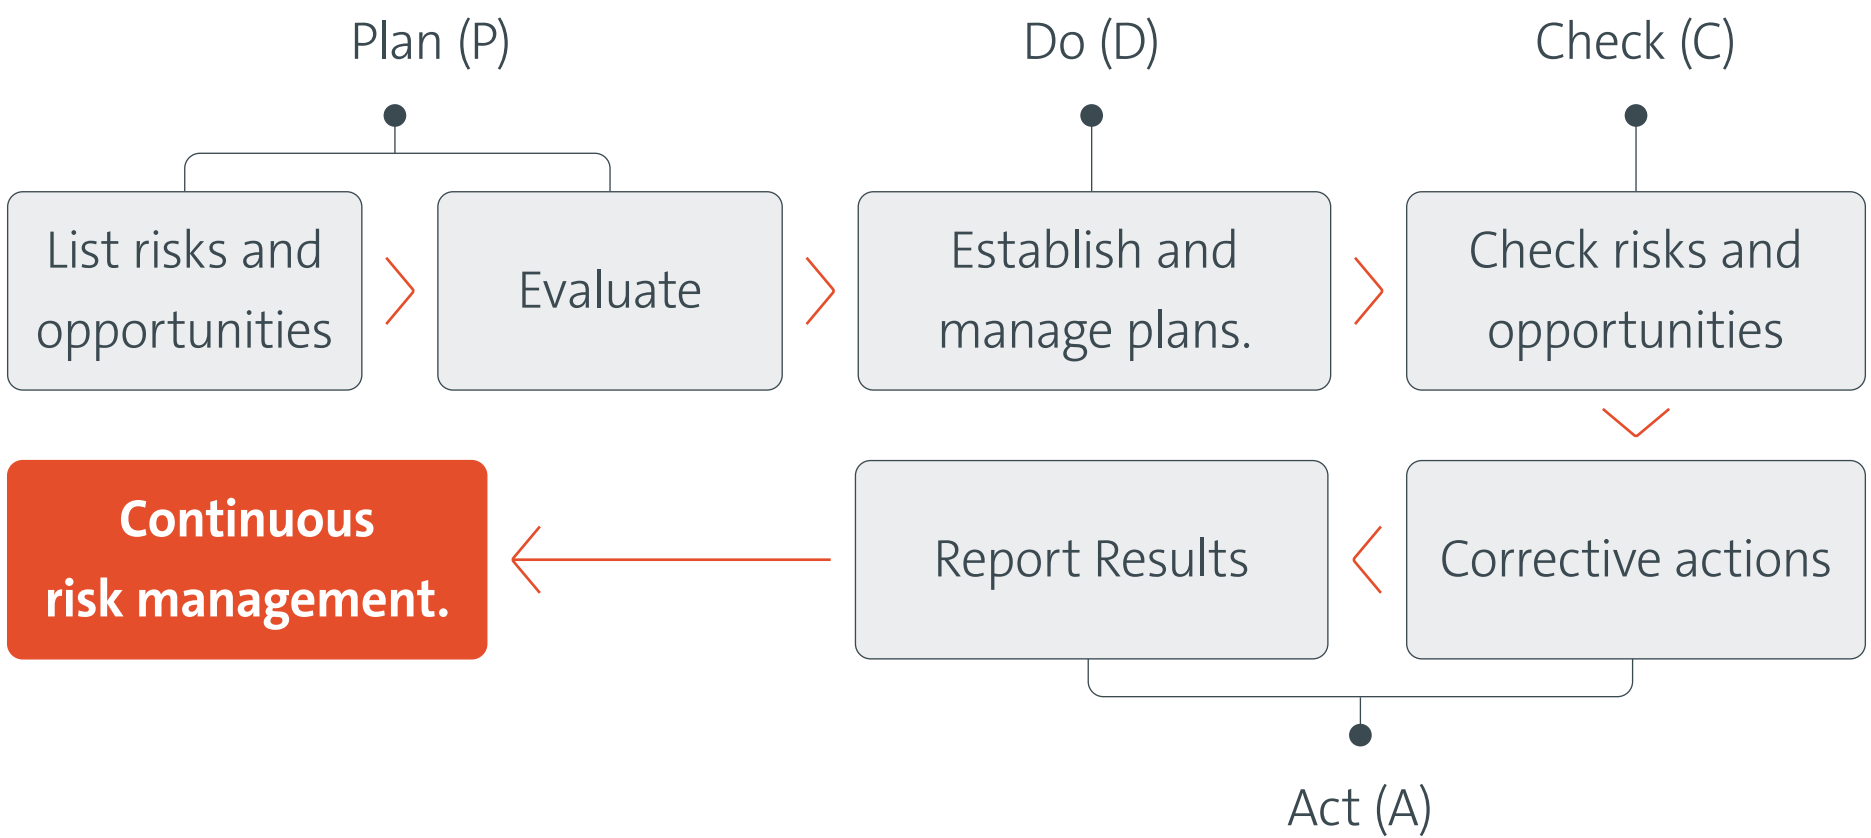 Plan (P)
Do (D)
Check (C)
List risks and
opportunities
Evaluate
Establish and
manage plans.
Check risks and
opportunities
Corrective actions
Report Results
Continuous
risk management.
Act (A)